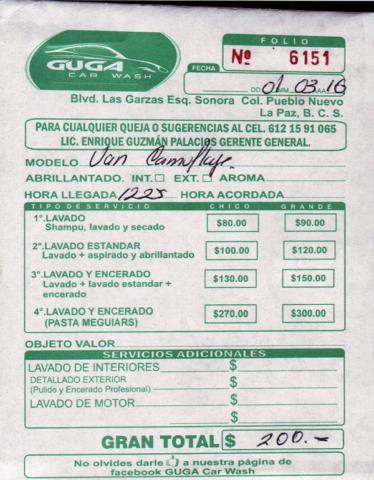 GUGA
CAR WASH
FOLIO
Nº 6151
FECHA
01 03 16
DD MM AA
Blvd. Las Garzas Esq. Sonora Col. Pueblo Nuevo
La Paz, B. C. S.
PARA CUALQUIER QUEJA O SUGERENCIAS AL CEL. 612 15 91 065
LIC. ENRIQUE GUZMÁN PALACIOS GERENTE GENERAL.
MODELO Van Camuflaje.
ABRILLANTADO. INT. EXT. AROMA
HORA LLEGADA 1225 HORA ACORDADA
TIPO DE SERVICIO CHICO GRANDE
1°.LAVADO
Shampu, lavado y secado $80.00 $90.00
2°.LAVADO ESTANDAR
Lavado + aspirado y abrillantado $100.00 $120.00
3°.LAVADO Y ENCERADO
Lavado + lavado estandar + $130.00 $150.00
encerado
4°.LAVADO Y ENCERADO
(PASTA MEGUIARS) $270.00 $300.00
OBJETO VALOR
SERVICIOS ADICIONALES
LAVADO DE INTERIORES $
DETALLADO EXTERIOR $
(Pulido y Encerado Profesional)
LAVADO DE MOTOR $
$
GRAN TOTAL $ 200.-
No olvides darle a nuestra página de
facebook GUGA Car Wash